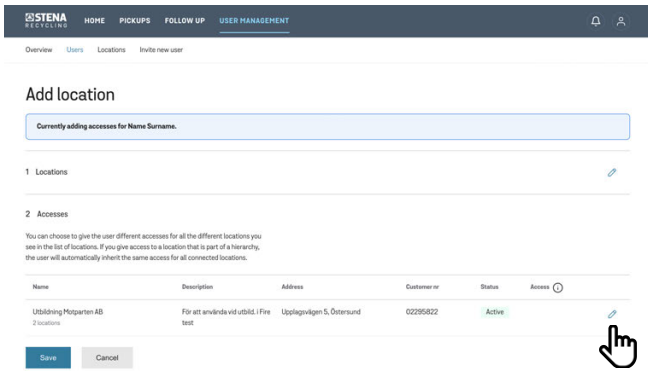 STENA
RECYCLING
HOME PICKUPS FOLLOW UP USER MANAGEMENT
Overview Users Locations Invite new user
Add location
Currently adding accesses for Name Surname.
1 Locations
2 Accesses
You can choose to give the user different accesses for all the different locations you
see in the list of locations. If you give access to a location that is part of a hierarchy,
the user will automatically inherit the same access for all connected locations.
Name Description Address Customer nr Status Access i
Utbildning Motparten AB För att använda vid utbild. i Fire Upplagsvägen 5, Östersund 02295822 Active
2 locations test
Save Cancel